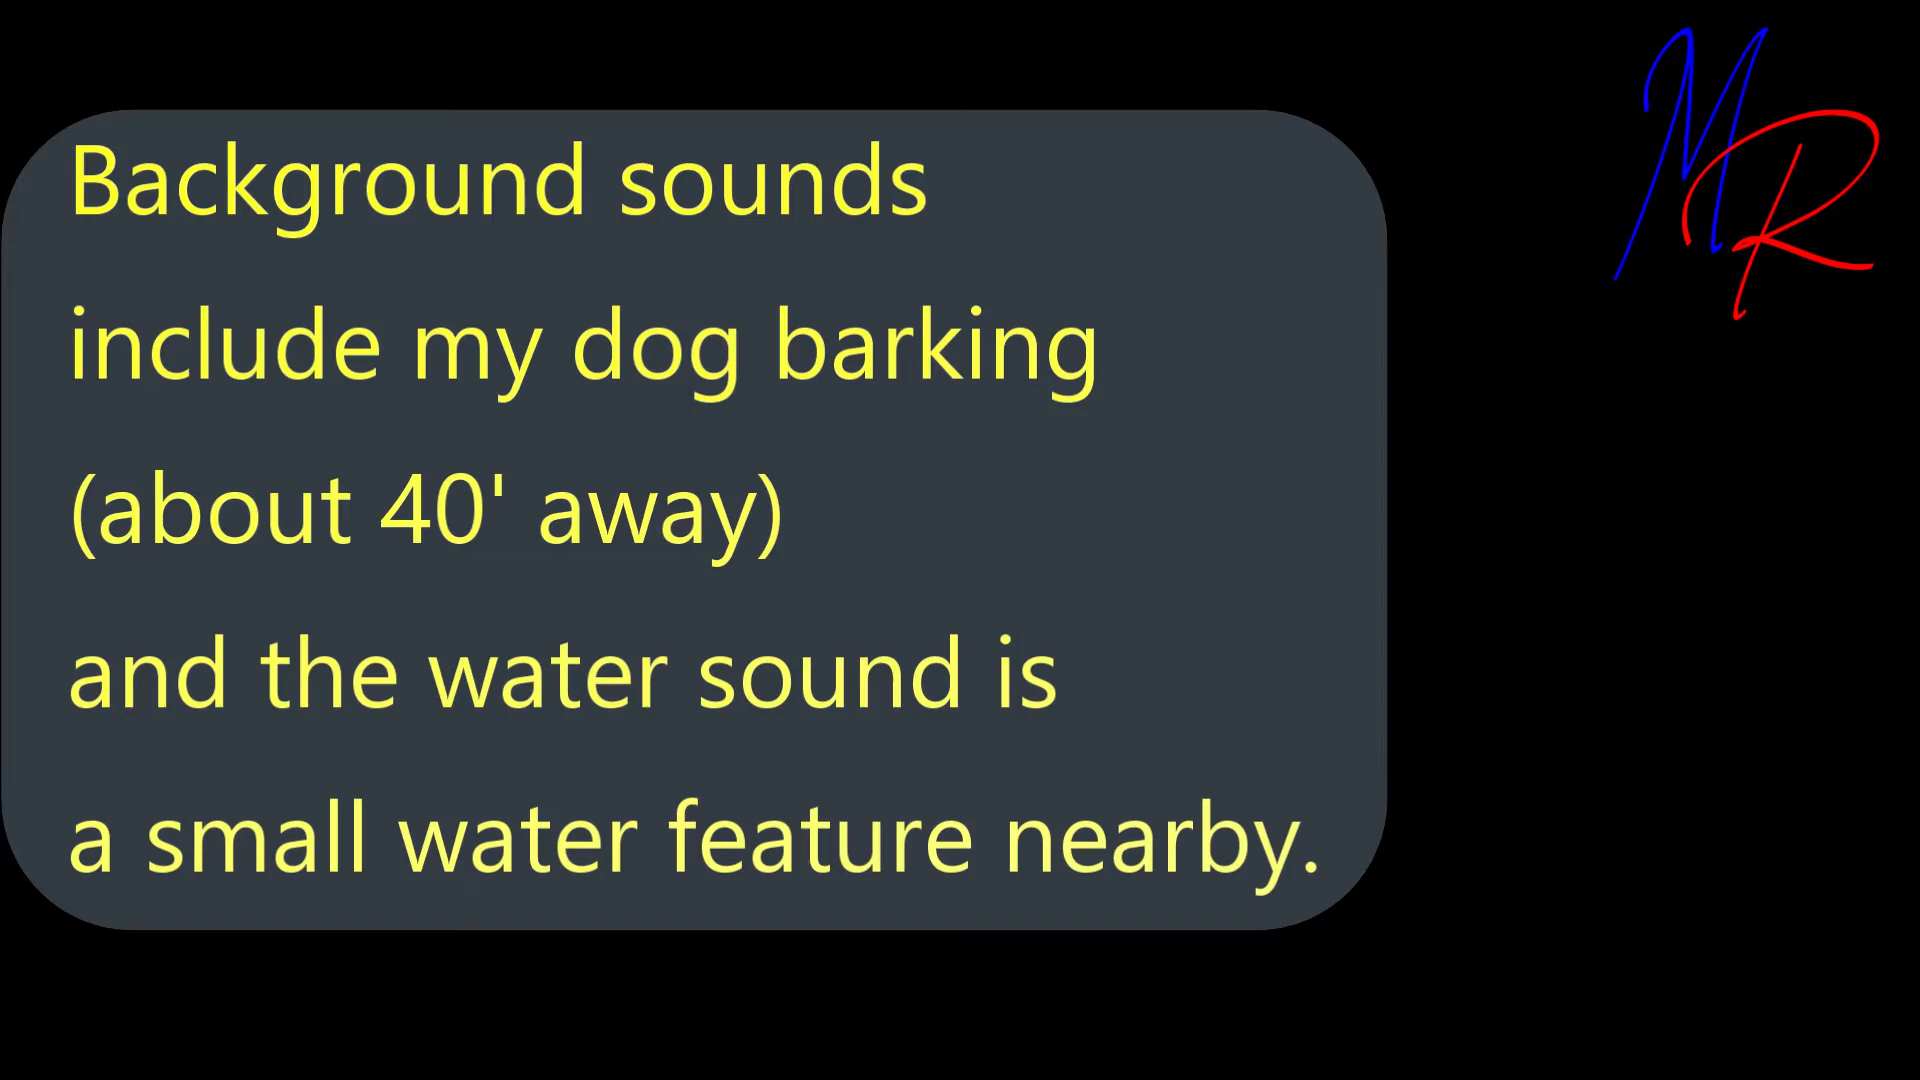 MR
Background sounds
include my dog barking
(about 40' away)
and the water sound is
a small water feature nearby.